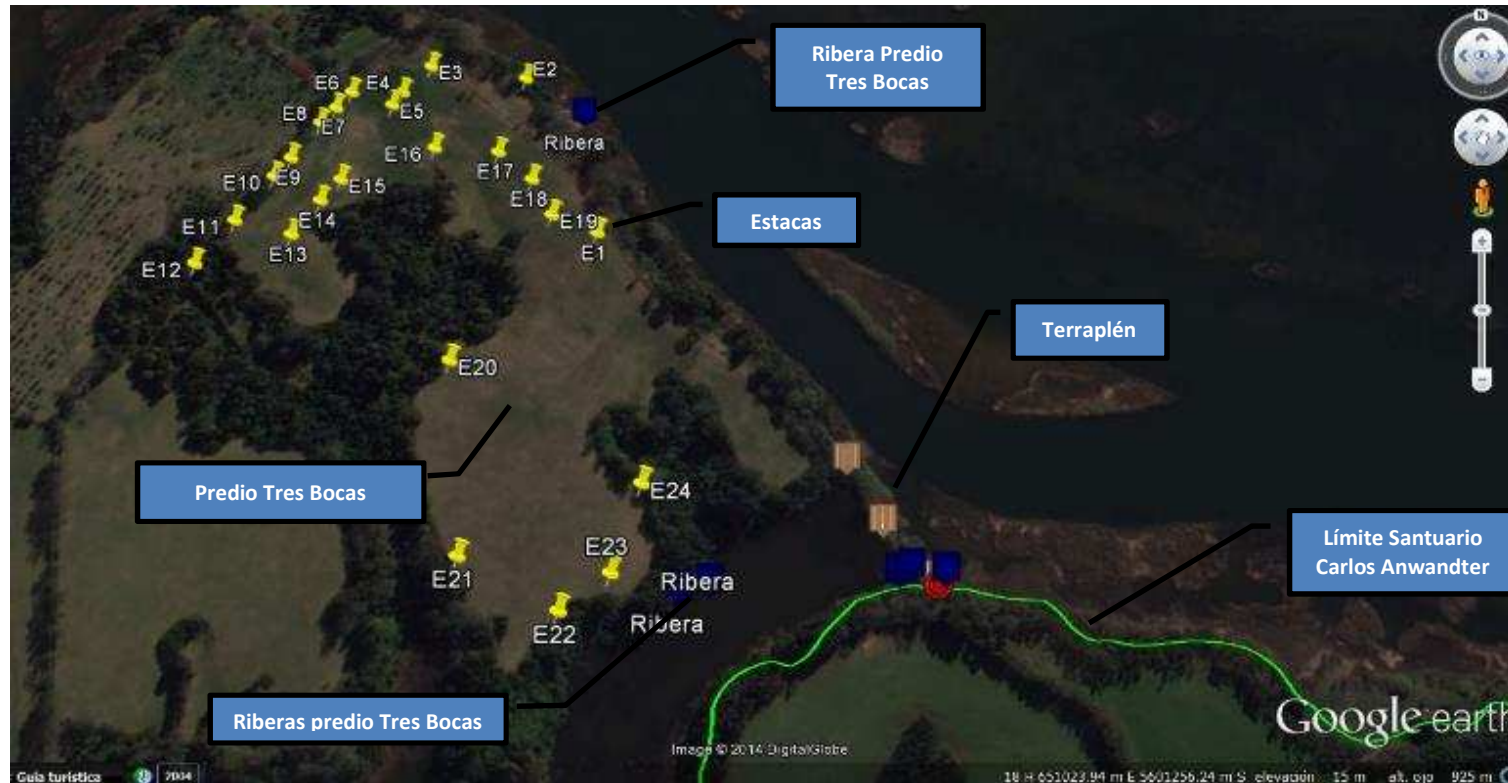 N
Ribera Predio
Tres Bocas
E3
E2
E6
E4
E5
E8
E7
Ribera
E16
E17
E10
E9
E15
E18
E14
E19
Estacas
E11
E13
E1
E12
Terraplén
E20
Predio Tres Bocas
E24
Límite Santuario
Carlos Anwandter
E23
E21
Ribera
E22
Ribera
Riberas predio Tres Bocas
Google earth
Image © 2014 DigitalGlobe
Guía turística
2004
18 H 651023.94 m E 5601256.24 m S elevación 15 m alt. ojo 925 m